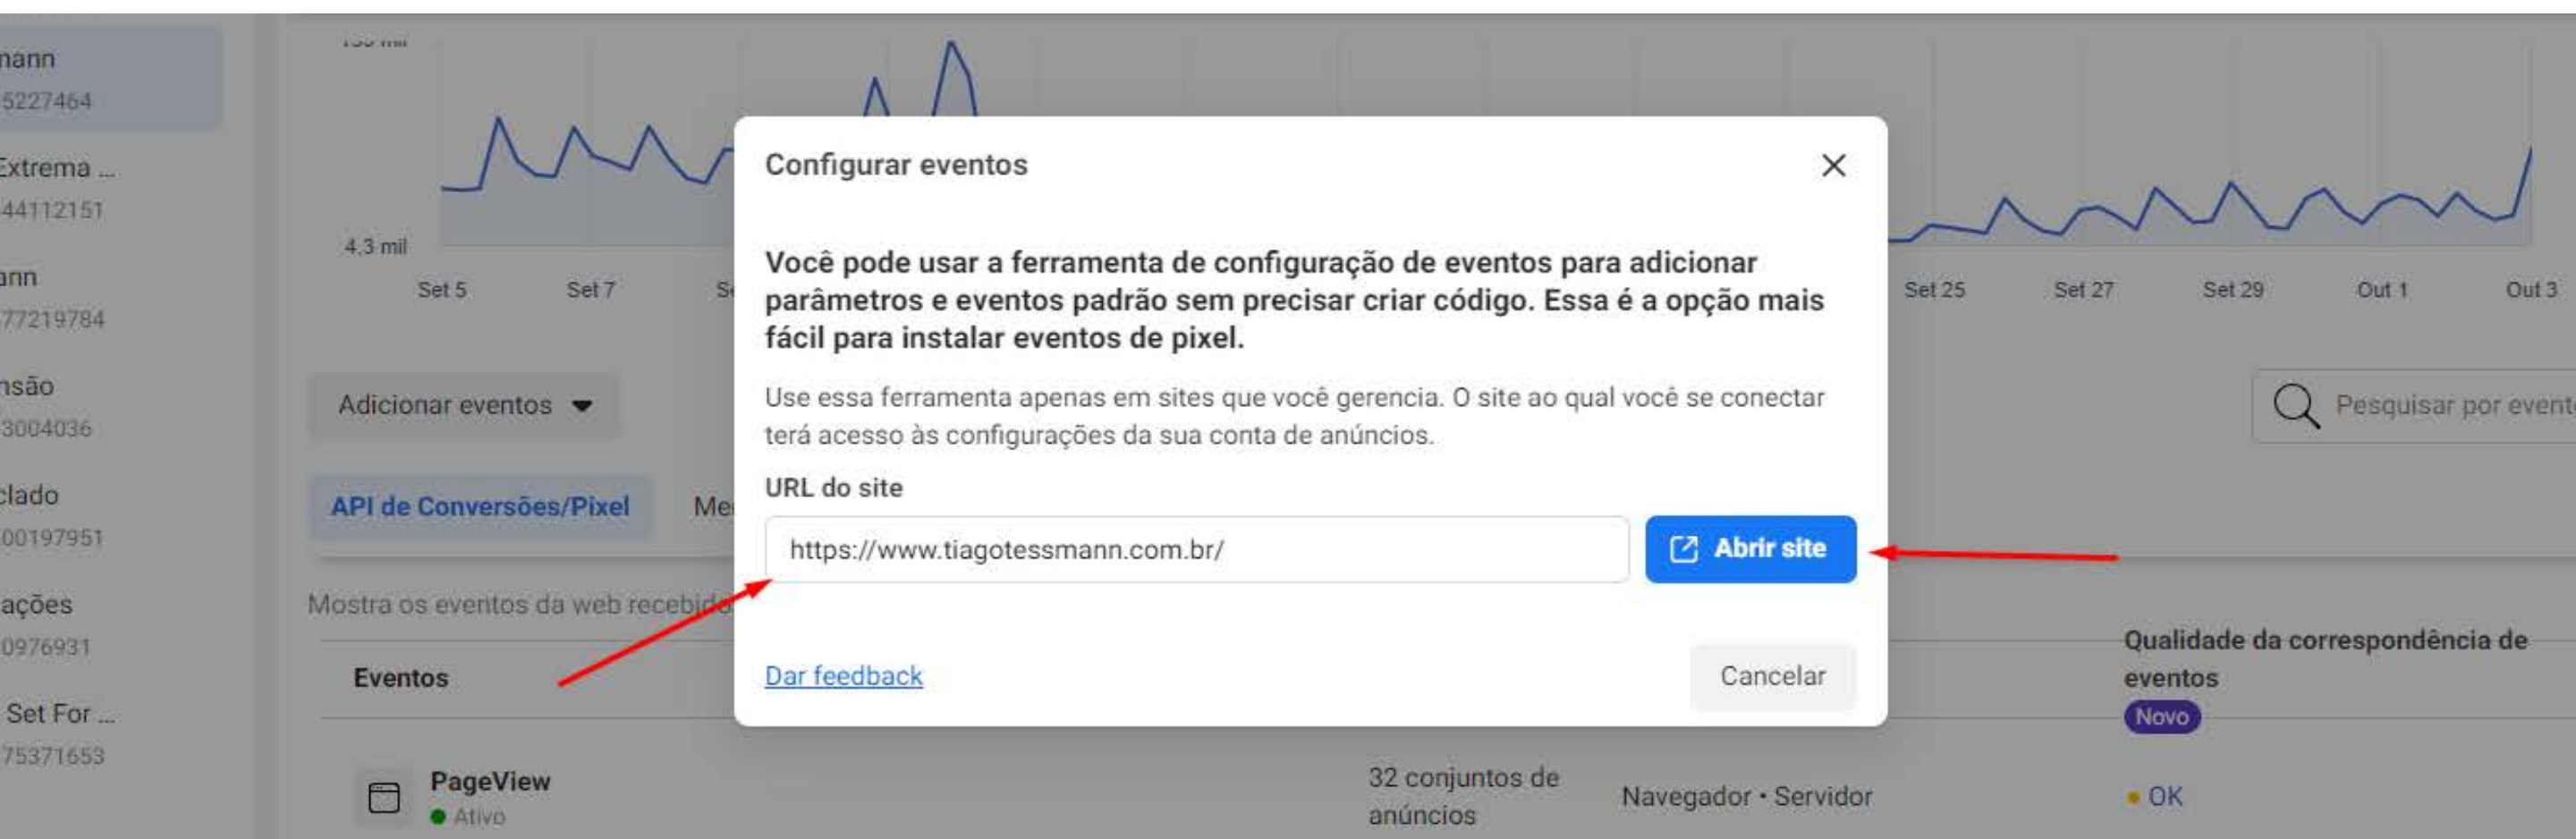 mann
5227464
Extrema ...
44112151
ann
77219784
nsão
3004036
clado
00197951
ações
0976931
Set For ...
75371653
4,3 mil
Set 5
Set 7
Set 25
Set 27
Set 29
Out 1
Out 3
Adicionar eventos
Pesquisar por evento
API de Conversões/Pixel
Me
Mostra os eventos da web recebido
Eventos
Qualidade da correspondência de
eventos
Novo
PageView
Ativo
32 conjuntos de
anúncios
Navegador • Servidor
• OK
Configurar eventos
Você pode usar a ferramenta de configuração de eventos para adicionar
parâmetros e eventos padrão sem precisar criar código. Essa é a opção mais
fácil para instalar eventos de pixel.
Use essa ferramenta apenas em sites que você gerencia. O site ao qual você se conectar
terá acesso às configurações da sua conta de anúncios.
URL do site
https://www.tiagotessmann.com.br/
Abrir site
Dar feedback
Cancelar